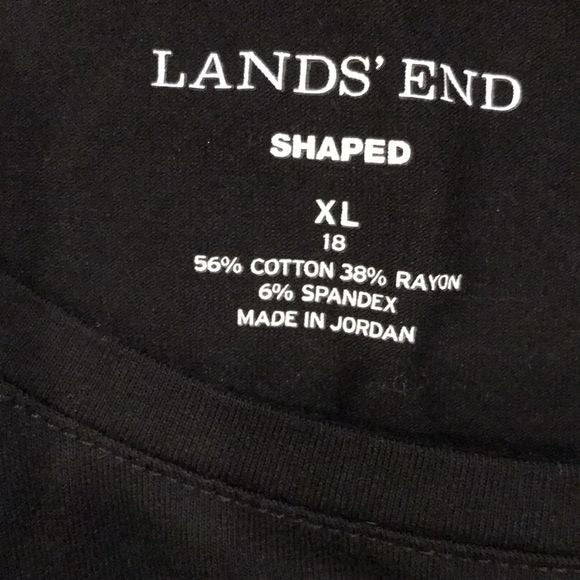 LANDS' END
SHAPED
XL
18
56% COTTON 38% RAYON
6% SPANDEX
MADE IN JORDAN